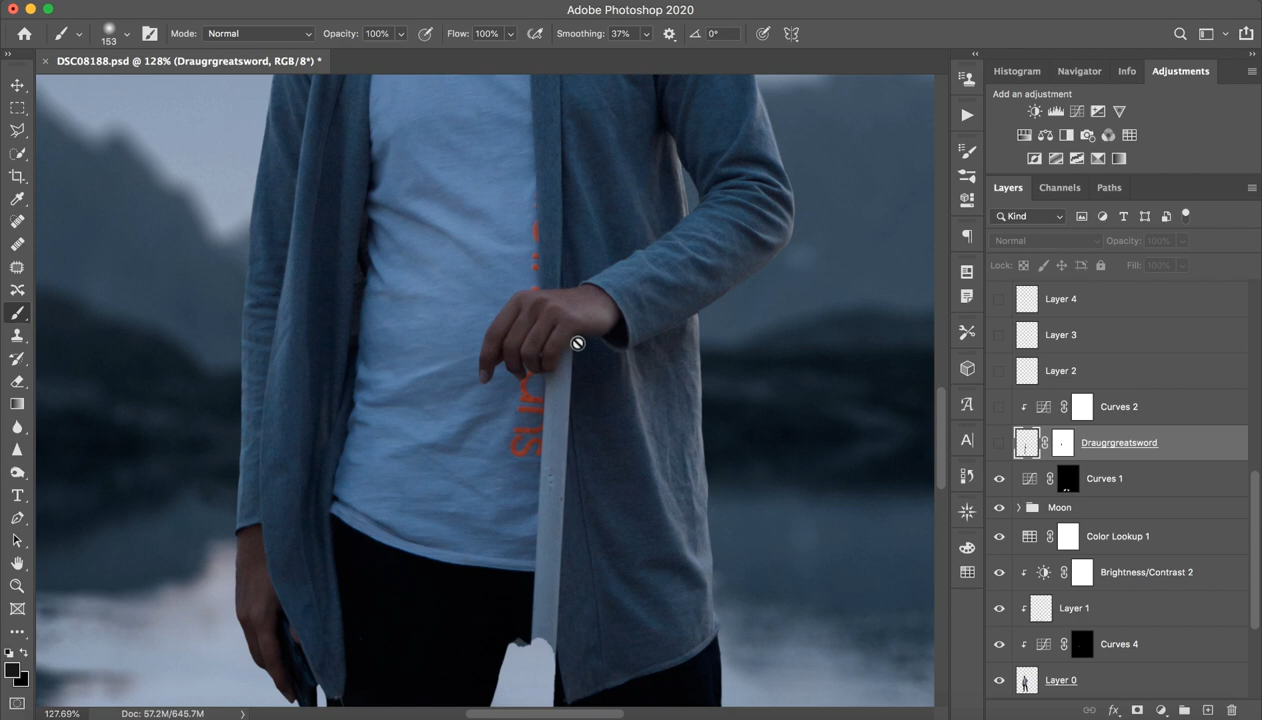 Adobe Photoshop 2020
153
Mode: Normal
Opacity: 100%
Flow: 100%
Smoothing: 37%
0°
DSC08188.psd @ 128% (Draugrgreatsword, RGB/8*) *
Histogram
Navigator
Info
Adjustments
Add an adjustment
Layers
Channels
Paths
Kind
Normal
Opacity: 100%
Lock:
Fill: 100%
Layer 4
Layer 3
Layer 2
Curves 2
Draugrgreatsword
Curves 1
Moon
Color Lookup 1
Brightness/Contrast 2
Layer 1
Curves 4
Layer 0
127.69%
Doc: 57.2M/645.7M